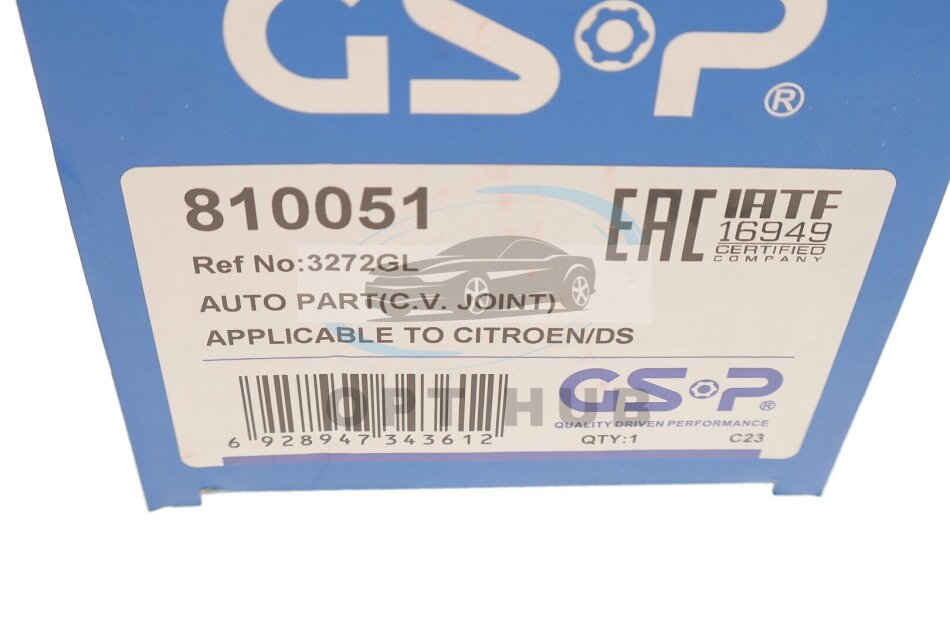 GSP®
810051
EAC
IATF
16949
CERTIFIED
COMPANY
Ref No:3272GL
AUTO PART(C.V. JOINT)
APPLICABLE TO CITROEN/DS
OPT HUB
GSP®
QUALITY DRIVEN PERFORMANCE
6 928947 343612
QTY:1
C23